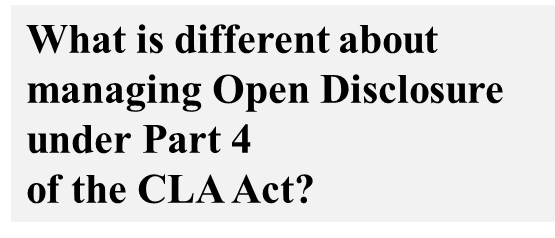 What is different about
managing Open Disclosure
under Part 4
of the CLA Act?